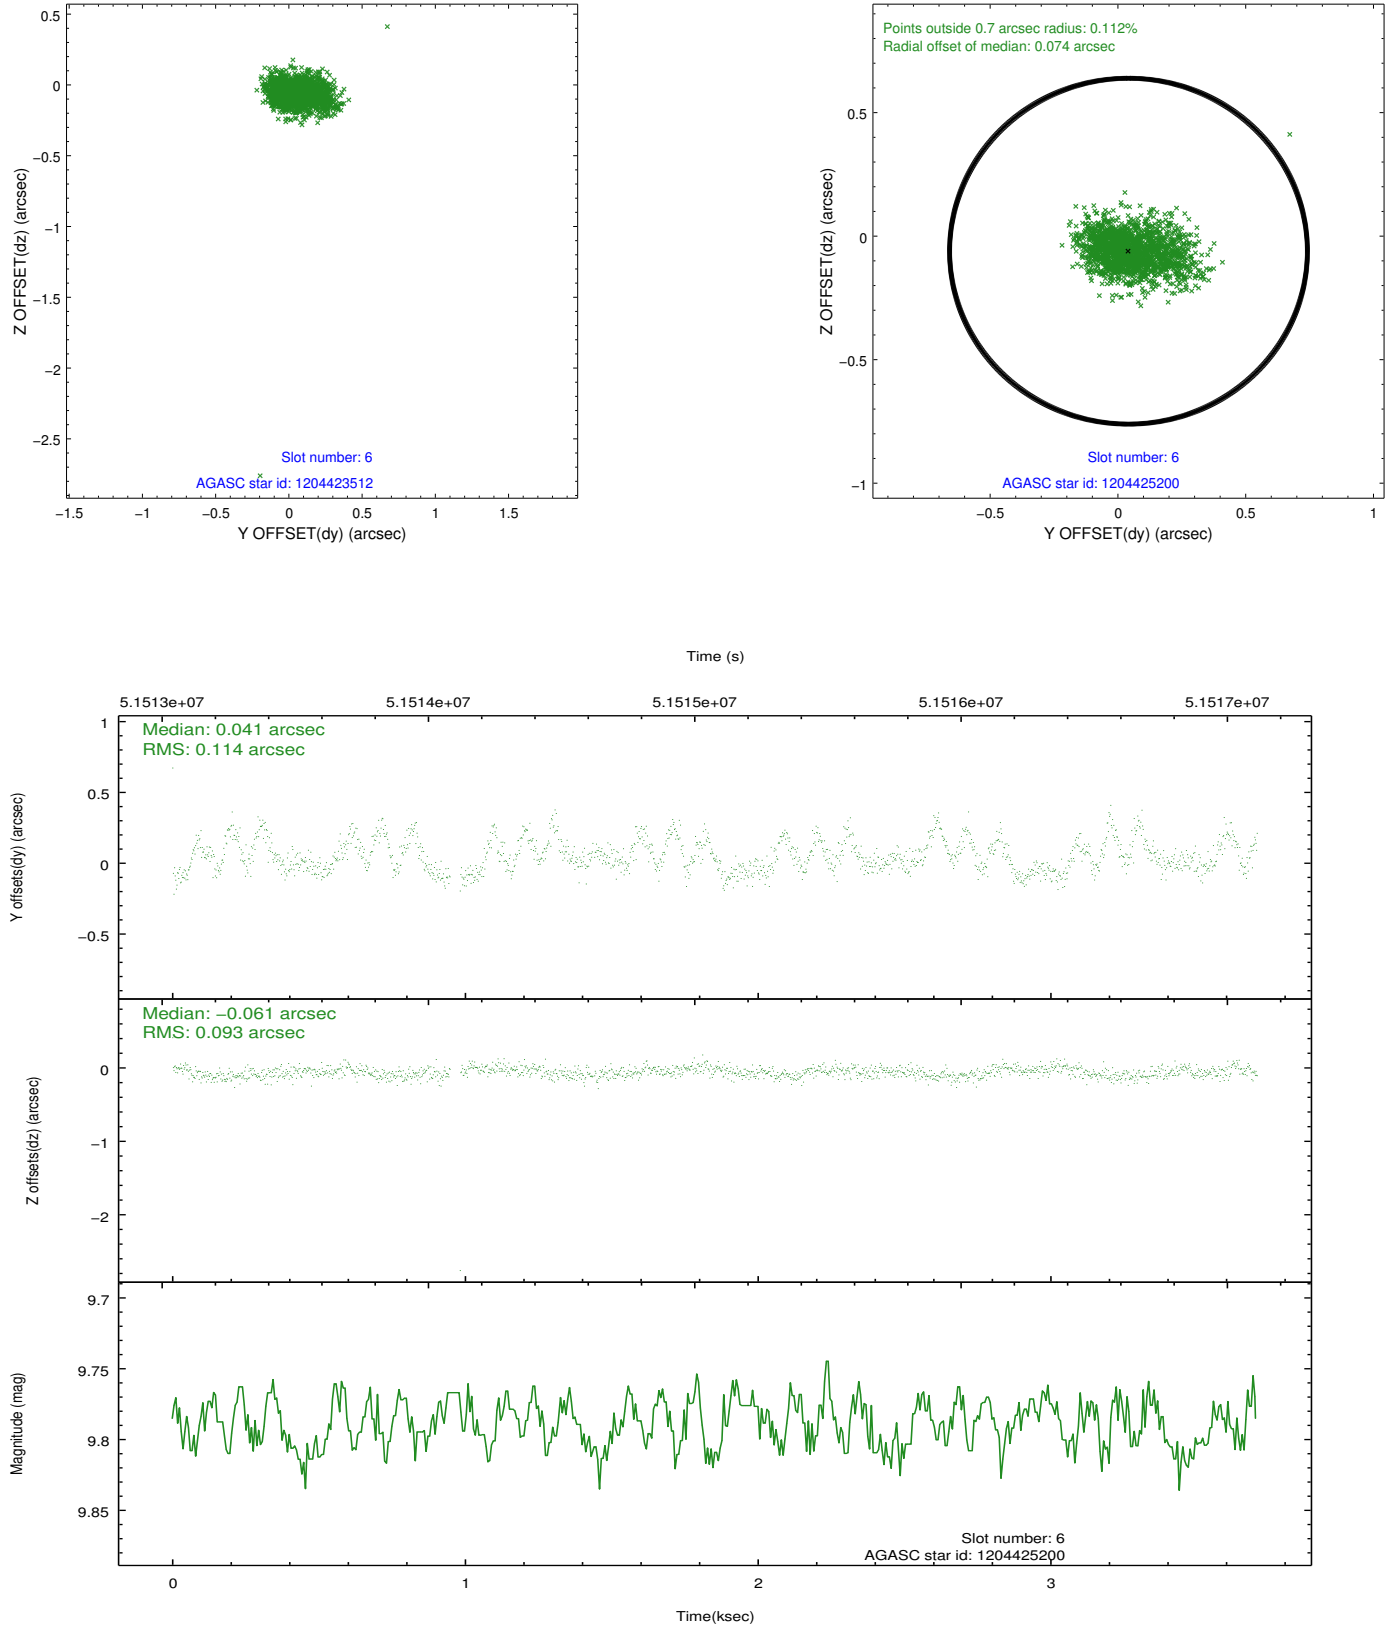 0.5
0
−0.5
−1
−1.5
−2
−2.5
Z OFFSET(dz) (arcsec)
Slot number: 6
AGASC star id: 1204423512
−1.5 −1 −0.5 0 0.5 1 1.5
Y OFFSET(dy) (arcsec)
Points outside 0.7 arcsec radius: 0.112%
Radial offset of median: 0.074 arcsec
0.5
0
−0.5
−1
Z OFFSET(dz) (arcsec)
Slot number: 6
AGASC star id: 1204425200
−0.5 0 0.5 1
Y OFFSET(dy) (arcsec)
Time (s)
5.1513e+07 5.1514e+07 5.1515e+07 5.1516e+07 5.1517e+07
Median: 0.041 arcsec
RMS: 0.114 arcsec
1
0.5
0
−0.5
Y offsets(dy) (arcsec)
Median: −0.061 arcsec
RMS: 0.093 arcsec
0
−1
−2
Z offsets(dz) (arcsec)
9.7
9.75
9.8
9.85
Magnitude (mag)
Slot number: 6
AGASC star id: 1204425200
0 1 2 3
Time(ksec)